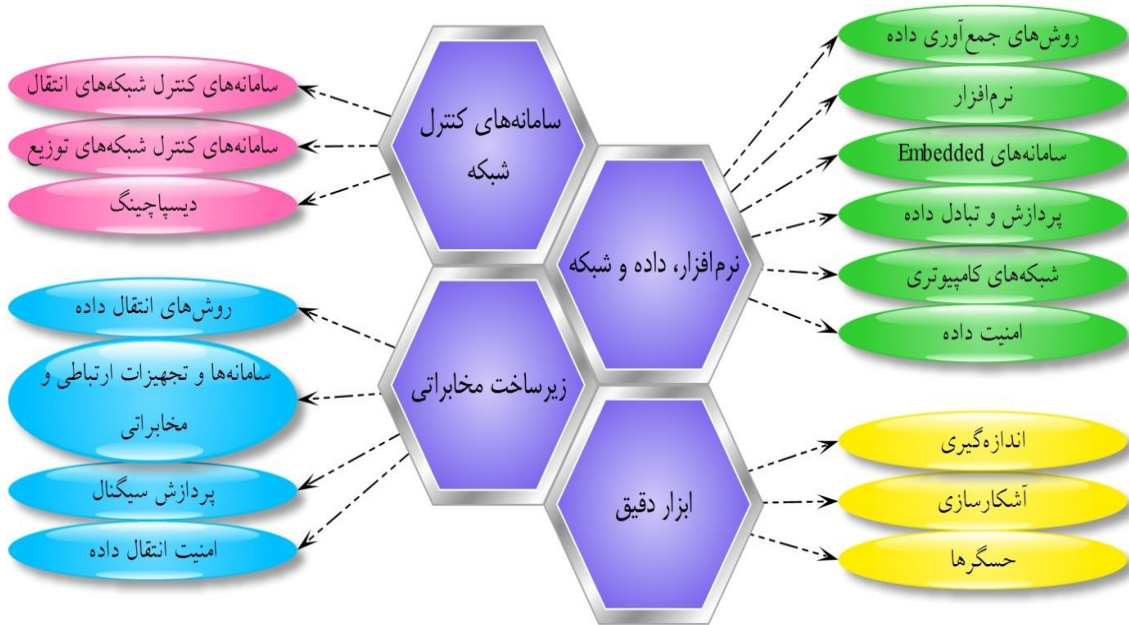 سامانه‌های کنترل
شبکه
سامانه‌های کنترل شبکه‌های انتقال
سامانه‌های کنترل شبکه‌های توزیع
دیسپاچینگ
نرم‌افزار، داده و شبکه
روش‌های جمع‌آوری داده
نرم‌افزار
سامانه‌های Embedded
پردازش و تبادل داده
شبکه‌های کامپیوتری
امنیت داده
زیرساخت مخابراتی
روش‌های انتقال داده
سامانه‌ها و تجهیزات ارتباطی و
مخابراتی
پردازش سیگنال
امنیت انتقال داده
ابزار دقیق
اندازه‌گیری
آشکارسازی
حسگرها